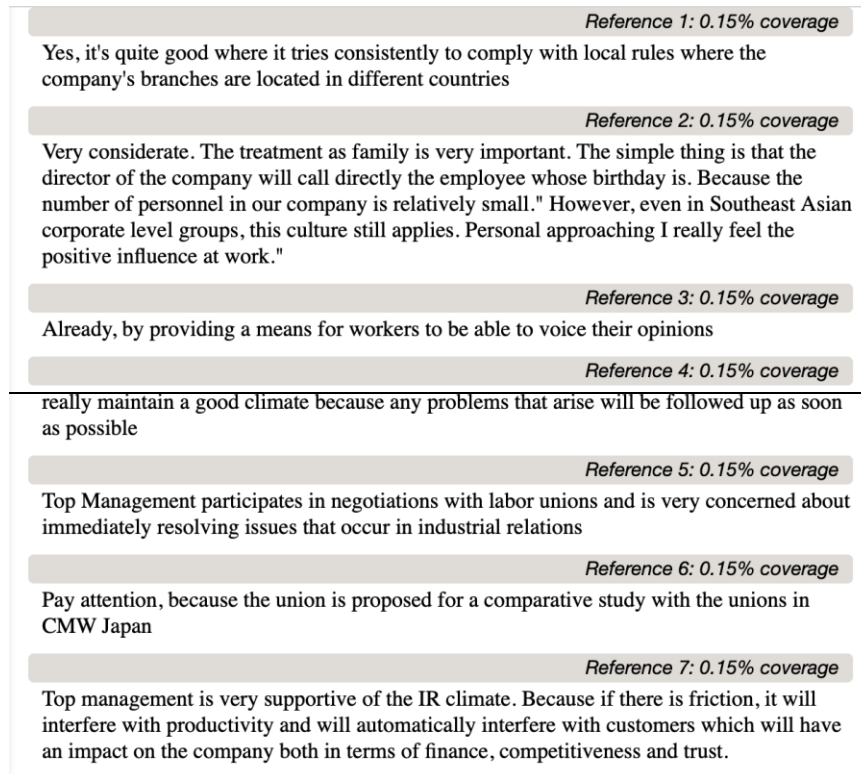 Reference 1: 0.15% coverage
Yes, it's quite good where it tries consistently to comply with local rules where the
company's branches are located in different countries
Reference 2: 0.15% coverage
Very considerate. The treatment as family is very important. The simple thing is that the
director of the company will call directly the employee whose birthday is. Because the
number of personnel in our company is relatively small." However, even in Southeast Asian
corporate level groups, this culture still applies. Personal approaching I really feel the
positive influence at work."
Reference 3: 0.15% coverage
Already, by providing a means for workers to be able to voice their opinions
Reference 4: 0.15% coverage
really maintain a good climate because any problems that arise will be followed up as soon
as possible
Reference 5: 0.15% coverage
Top Management participates in negotiations with labor unions and is very concerned about
immediately resolving issues that occur in industrial relations
Reference 6: 0.15% coverage
Pay attention, because the union is proposed for a comparative study with the unions in
CMW Japan
Reference 7: 0.15% coverage
Top management is very supportive of the IR climate. Because if there is friction, it will
interfere with productivity and will automatically interfere with customers which will have
an impact on the company both in terms of finance, competitiveness and trust.